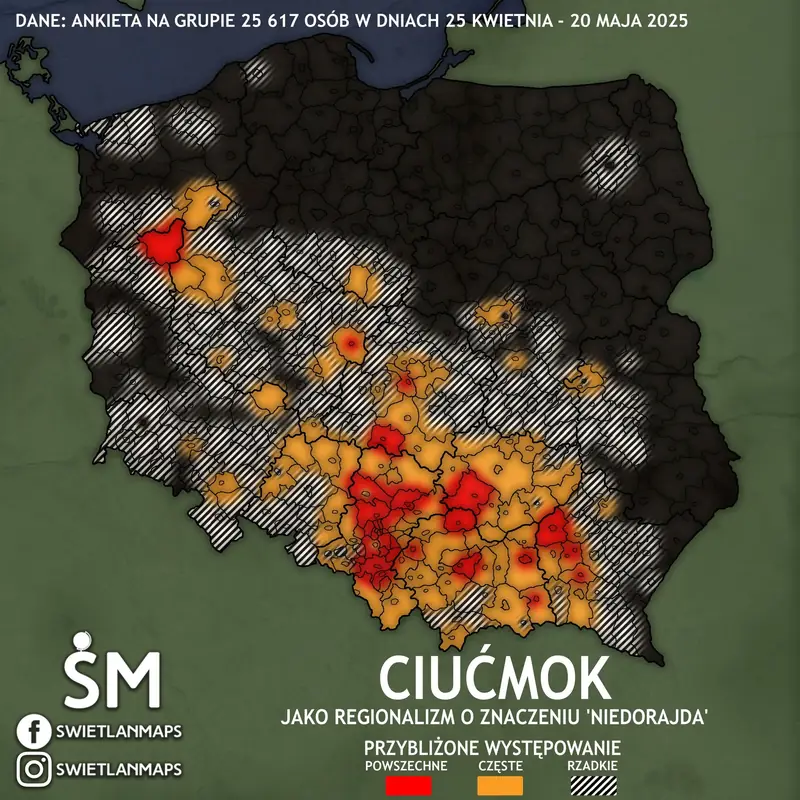 DANE: ANKIETA NA GRUPIE 25 617 OSÓB W DNIACH 25 KWIETNIA - 20 MAJA 2025
ŚM
SWIETLANMAPS
SWIETLANMAPS
CIUĆMOK
JAKO REGIONALIZM O ZNACZENIU 'NIEDORAJDA'
PRZYBLIŻONE WYSTĘPOWANIE
POWSZECHNE CZĘSTE RZADKIE